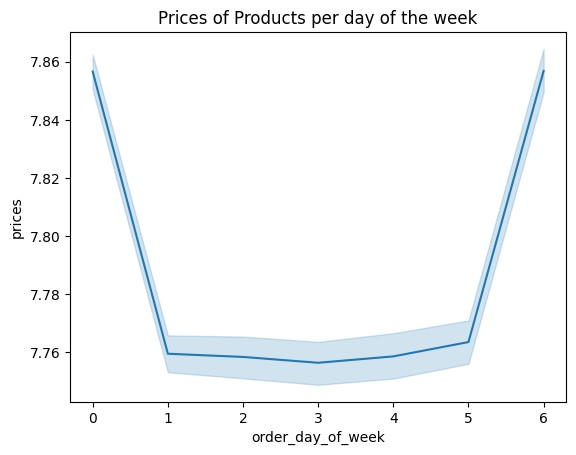 Prices of Products per day of the week
7.86
7.84
7.82
7.80
7.78
7.76
prices
0 1 2 3 4 5 6
order_day_of_week